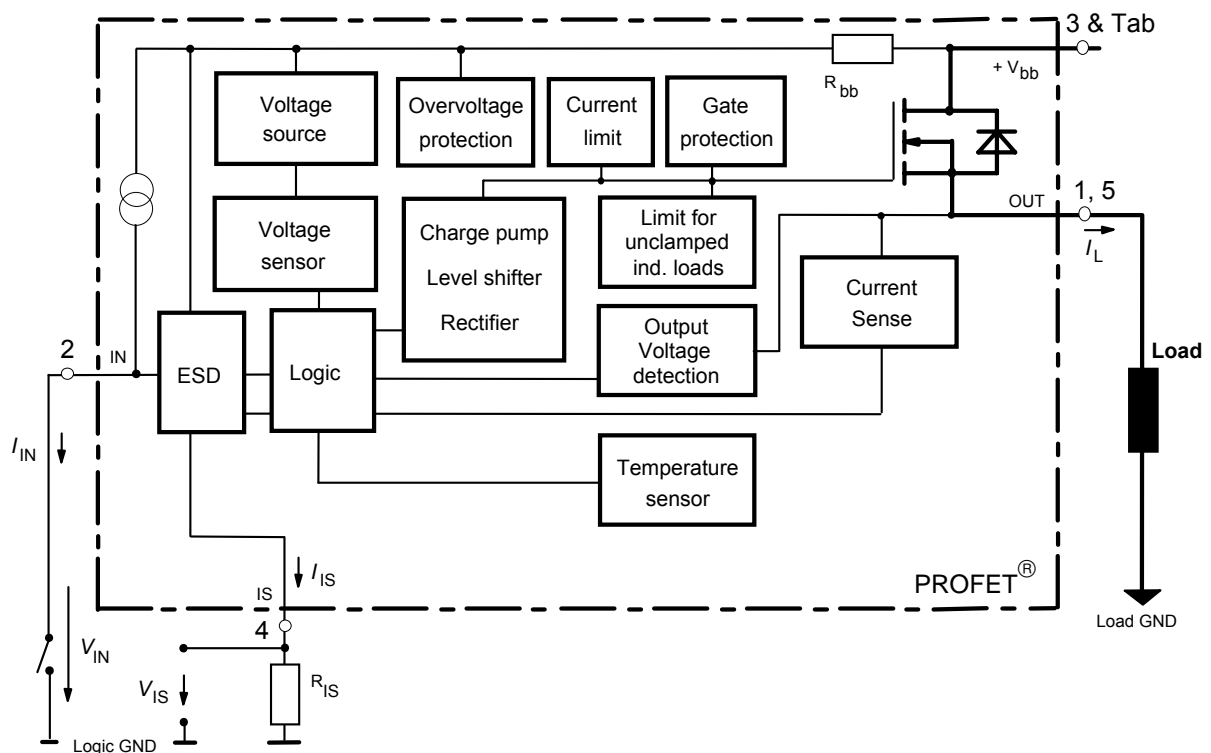 3 & Tab
R bb
+ V bb
Voltage
source
Overvoltage
protection
Current
limit
Gate
protection
Voltage
sensor
Charge pump
Level shifter
Rectifier
Limit for
unclamped
ind. loads
OUT
1, 5
I L
Current
Sense
Output
Voltage
detection
2
IN
ESD
Logic
Load
I IN
Temperature
sensor
I IS
PROFET®
IS
4
Load GND
V IN
V IS
R IS
Logic GND